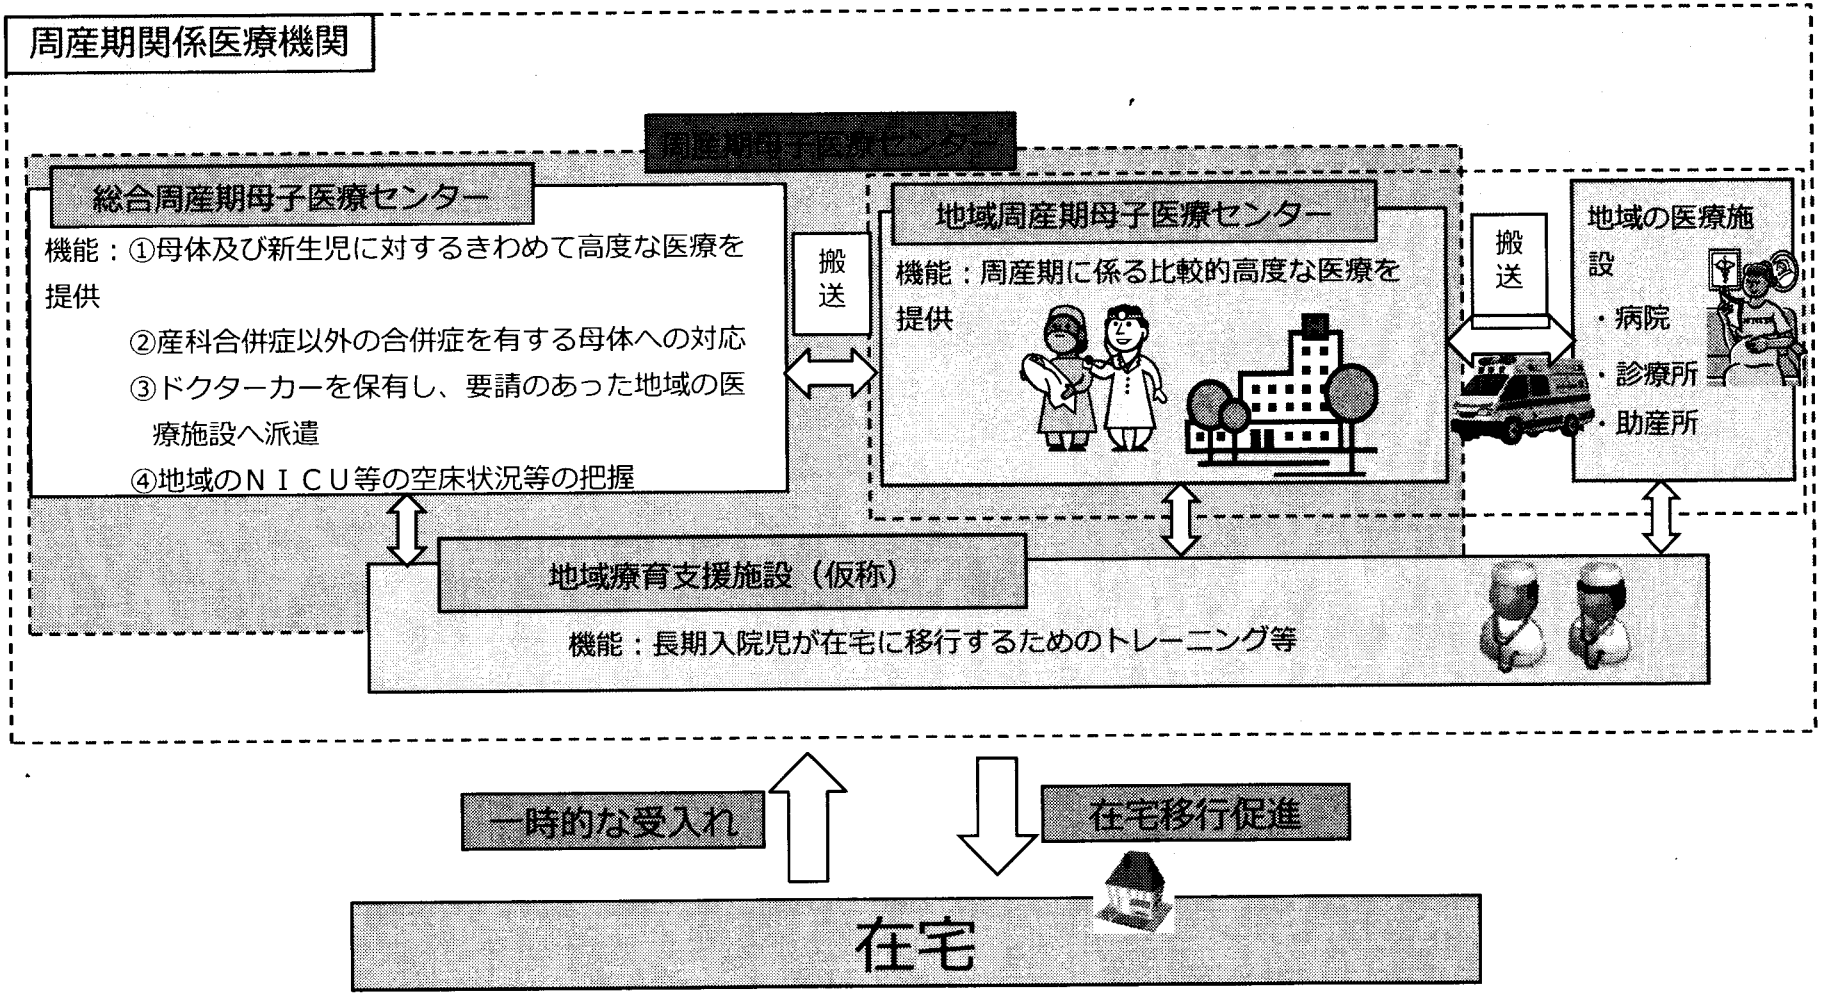 周産期関係医療機関
周産期母子医療センター
総合周産期母子医療センター
機能：①母体及び新生児に対するきわめて高度な医療を
提供
②産科合併症以外の合併症を有する母体への対応
③ドクターカーを保有し、要請のあった地域の医
療施設へ派遣
④地域のＮＩＣＵ等の空床状況等の把握
搬
送
地域周産期母子医療センター
機能：周産期に係る比較的高度な医療を
提供
搬
送
地域の医療施
設
・病院
・診療所
・助産所
地域療育支援施設（仮称）
機能：長期入院児が在宅に移行するためのトレーニング等
一時的な受入れ
在宅移行促進
在宅